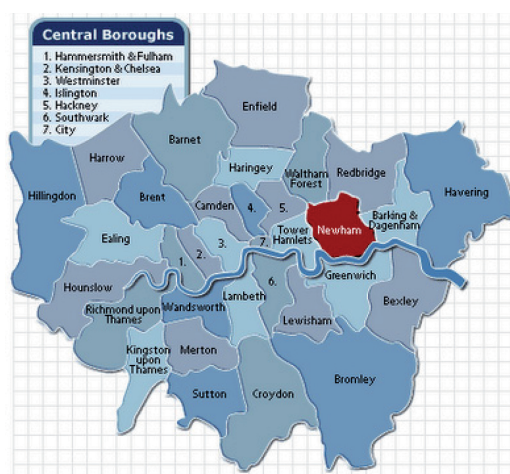 Central Boroughs
1. Hammersmith & Fulham
2. Kensington & Chelsea
3. Westminster
4. Islington
5. Hackney
6. Southwark
7. City
Enfield
Barnet
Harrow
Haringey
Waltham
Forest
Redbridge
Hillingdon
Brent
Camden
4.
5.
Havering
Newham
Barking &
Dagenham
Ealing
Tower
Hamlets
1.
2.
3.
7.
Hounslow
Greenwich
6.
Lambeth
Wandsworth
Richmond upon
Thames
Lewisham
Bexley
Kingston
upon
Thames
Merton
Sutton
Croydon
Bromley